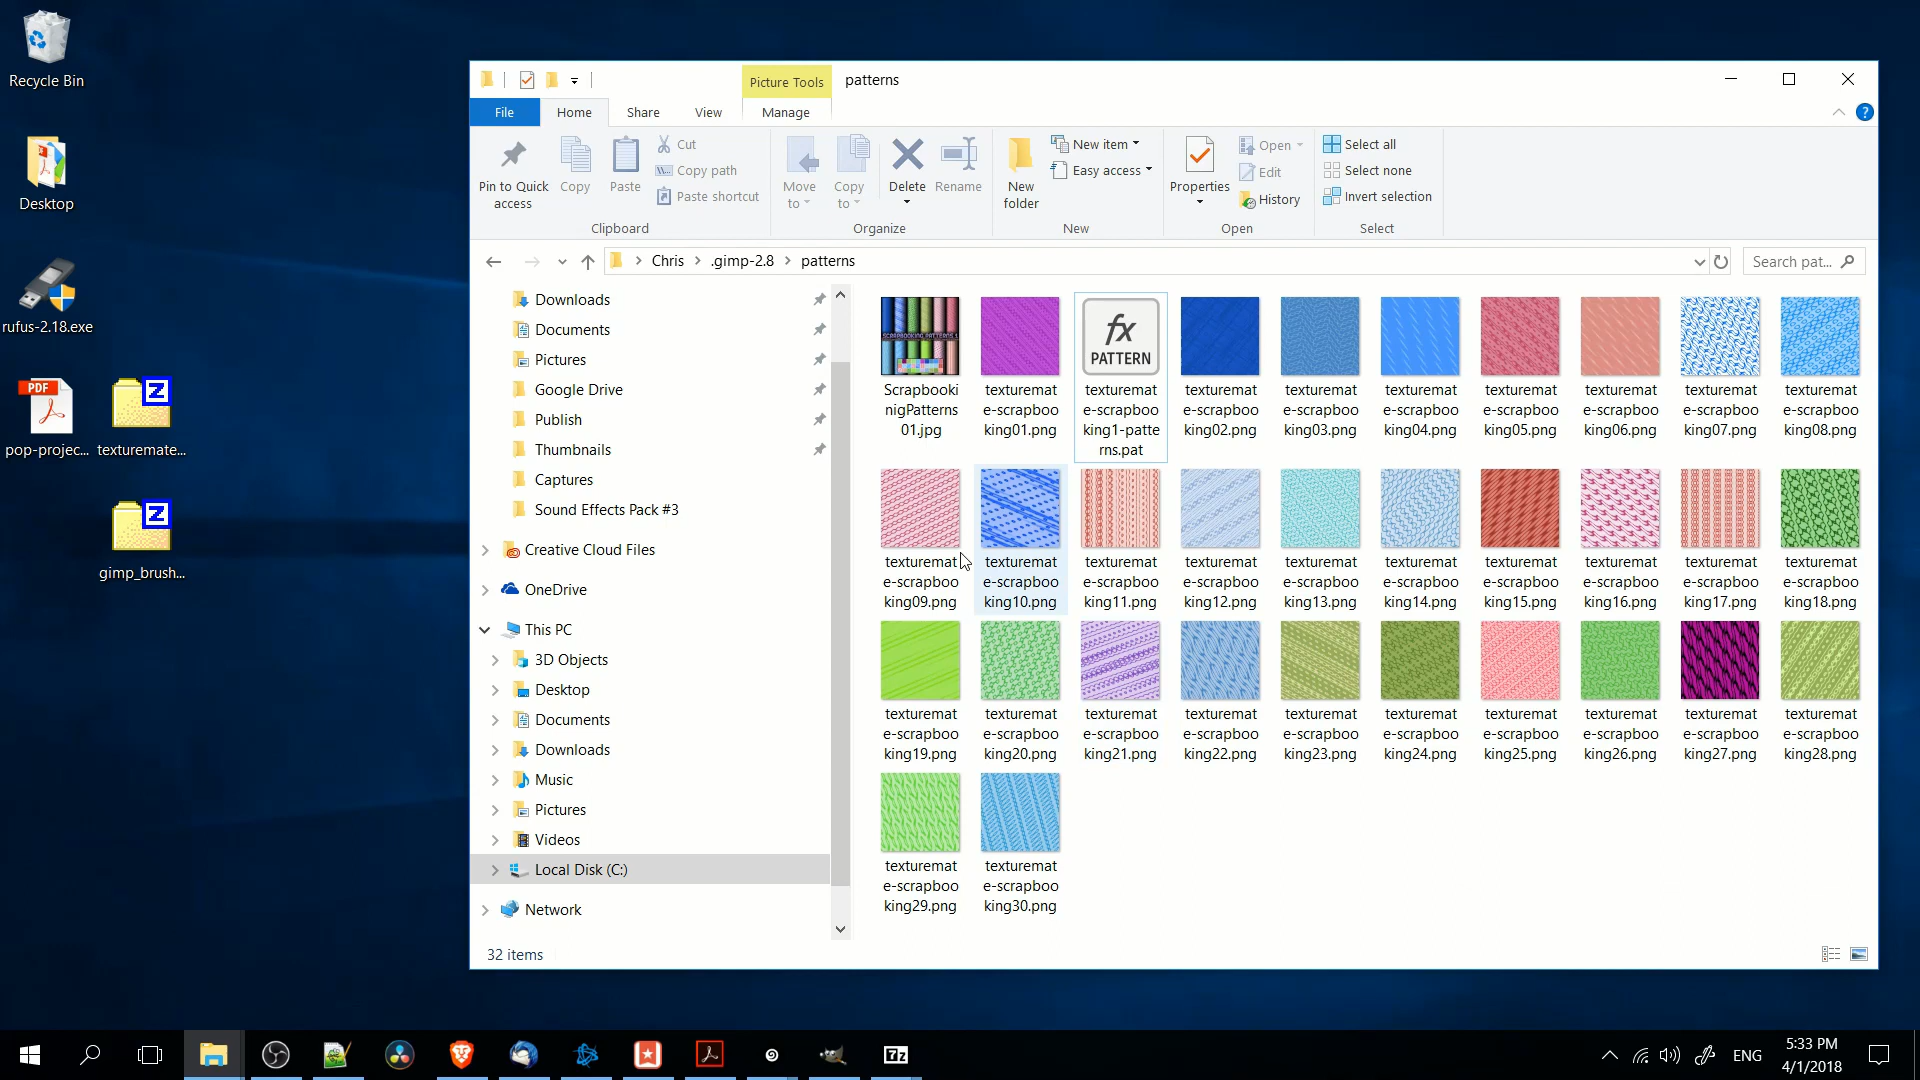 Recycle Bin
Desktop
rufus-2.18.exe
PDF
pop-projec...
texturemate...
gimp_brush...
Picture Tools
patterns
File
Home
Share
View
Manage
Pin to Quick
access
Copy
Paste
Cut
Copy path
Paste shortcut
Clipboard
Move
to
Copy
to
Delete
Rename
Organize
New
folder
New item
Easy access
New
Properties
Open
Edit
History
Open
Select all
Select none
Invert selection
Select
Chris
.gimp-2.8
patterns
Search pat...
Downloads
Documents
Pictures
Google Drive
Publish
Thumbnails
Captures
Sound Effects Pack #3
Creative Cloud Files
OneDrive
This PC
3D Objects
Desktop
Documents
Downloads
Music
Pictures
Videos
Local Disk (C:)
Network
fx
PATTERN
Scrapbooki
nigPatterns
01.jpg
texturemat
e-scrapboo
king01.png
texturemat
e-scrapboo
king1-patte
rns.pat
texturemat
e-scrapboo
king02.png
texturemat
e-scrapboo
king03.png
texturemat
e-scrapboo
king04.png
texturemat
e-scrapboo
king05.png
texturemat
e-scrapboo
king06.png
texturemat
e-scrapboo
king07.png
texturemat
e-scrapboo
king08.png
texturemat
e-scrapboo
king09.png
texturemat
e-scrapboo
king10.png
texturemat
e-scrapboo
king11.png
texturemat
e-scrapboo
king12.png
texturemat
e-scrapboo
king13.png
texturemat
e-scrapboo
king14.png
texturemat
e-scrapboo
king15.png
texturemat
e-scrapboo
king16.png
texturemat
e-scrapboo
king17.png
texturemat
e-scrapboo
king18.png
texturemat
e-scrapboo
king19.png
texturemat
e-scrapboo
king20.png
texturemat
e-scrapboo
king21.png
texturemat
e-scrapboo
king22.png
texturemat
e-scrapboo
king23.png
texturemat
e-scrapboo
king24.png
texturemat
e-scrapboo
king25.png
texturemat
e-scrapboo
king26.png
texturemat
e-scrapboo
king27.png
texturemat
e-scrapboo
king28.png
texturemat
e-scrapboo
king29.png
texturemat
e-scrapboo
king30.png
32 items
7z
ENG
5:33 PM
4/1/2018